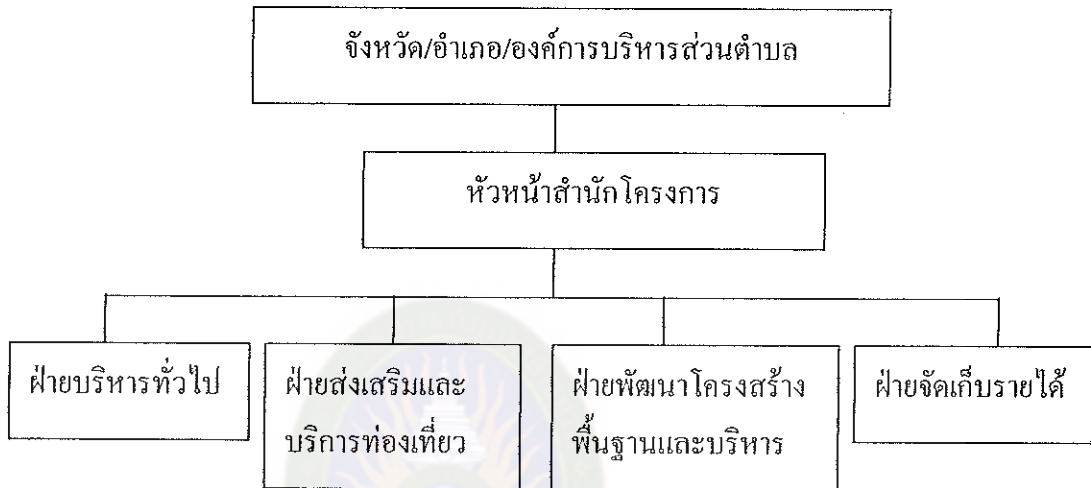 จังหวัด/อำเภอ/องค์การบริหารส่วนตำบล
หัวหน้าสำนักโครงการ
ฝ่ายบริหารทั่วไป
ฝ่ายส่งเสริมและ
บริการท่องเที่ยว
ฝ่ายพัฒนาโครงสร้าง
พื้นฐานและบริหาร
ฝ่ายจัดเก็บรายได้